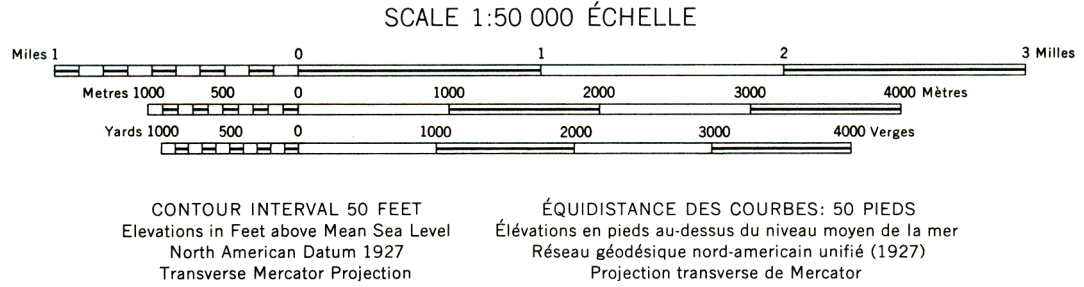 SCALE 1:50 000 ÉCHELLE
Miles 1 0 1 2 3 Milles
Metres 1000 500 0 1000 2000 3000 4000 Mètres
Yards 1000 500 0 1000 2000 3000 4000 Verges
CONTOUR INTERVAL 50 FEET
Elevations in Feet above Mean Sea Level
North American Datum 1927
Transverse Mercator Projection
ÉQUIDISTANCE DES COURBES: 50 PIEDS
Élévations en pieds au-dessus du niveau moyen de la mer
Réseau géodésique nord-americain unifié (1927)
Projection transverse de Mercator